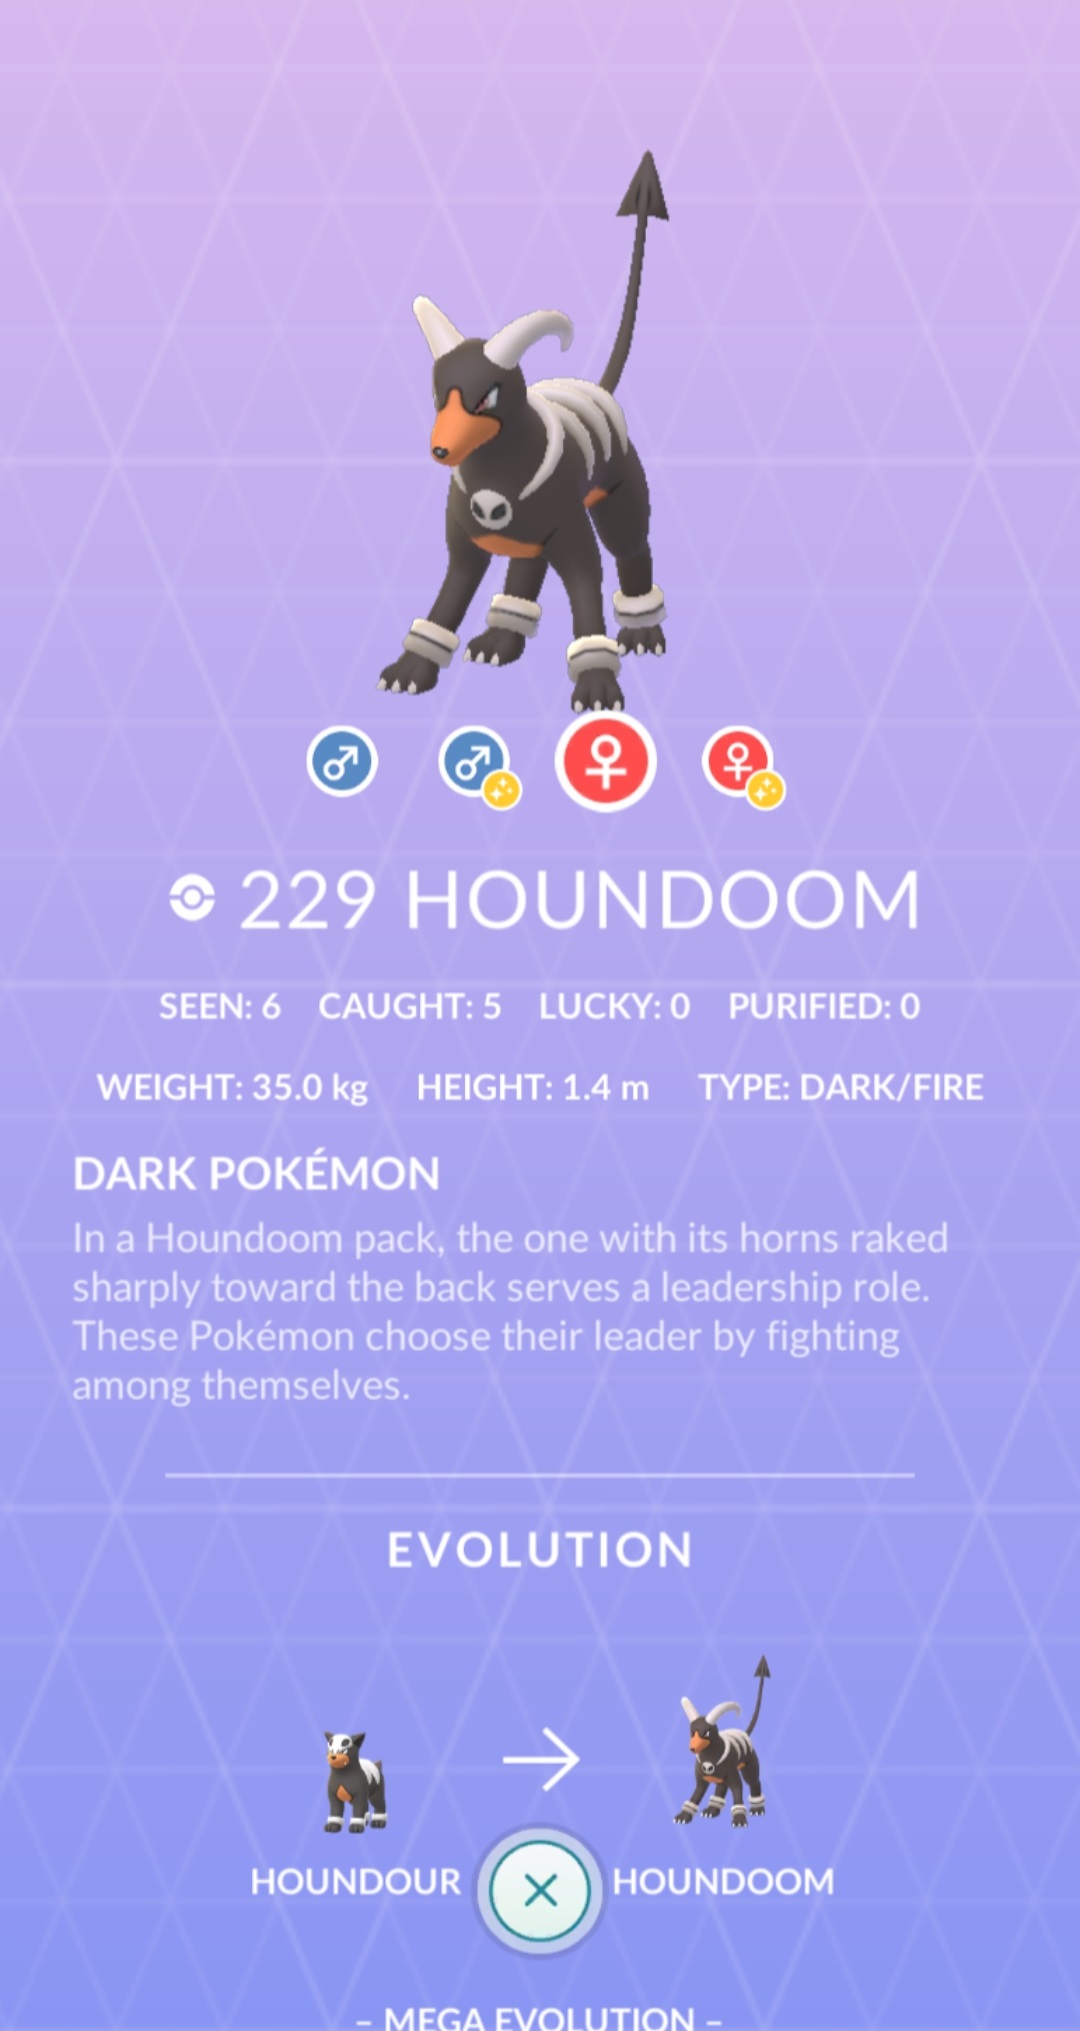 229 HOUNDOOM
SEEN: 6 CAUGHT: 5 LUCKY: 0 PURIFIED: 0
WEIGHT: 35.0 kg HEIGHT: 1.4 m TYPE: DARK/FIRE
DARK POKÉMON
In a Houndoom pack, the one with its horns raked
sharply toward the back serves a leadership role.
These Pokémon choose their leader by fighting
among themselves.
EVOLUTION
HOUNDOUR HOUNDOOM
– MEGA EVOLUTION –